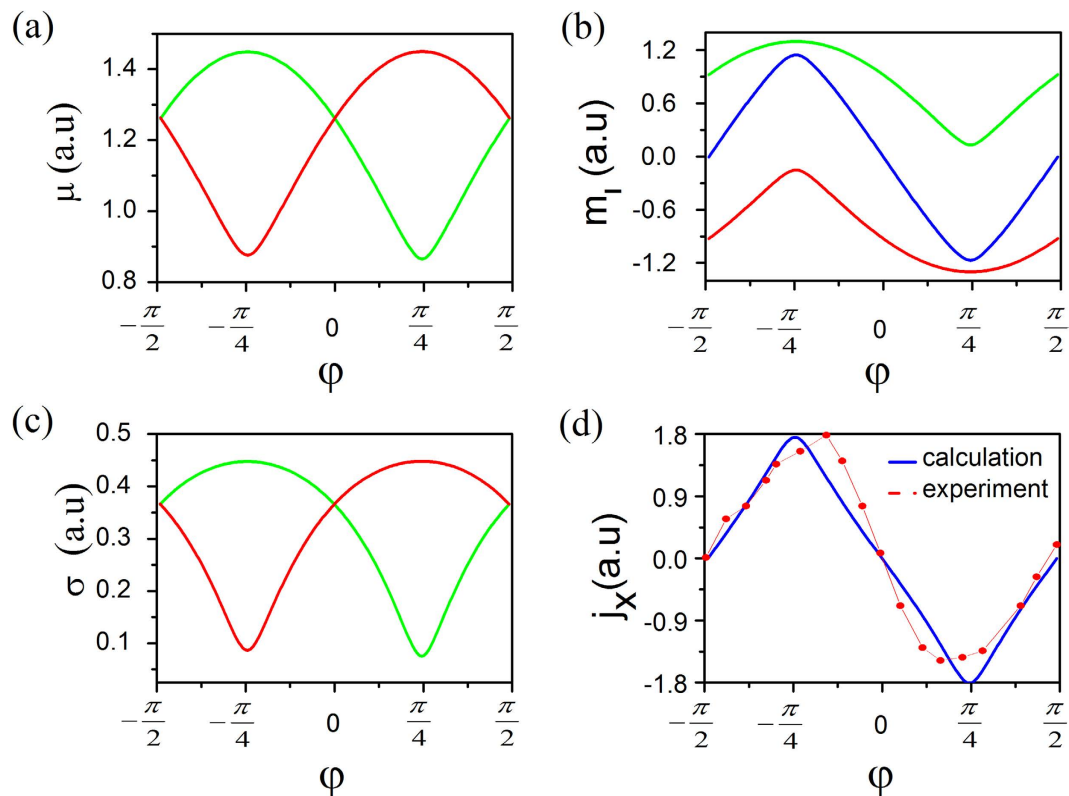 (a)
μ (a.u)
1.4
1.2
1.0
0.8
−π/2
−π/4
0
π/4
π/2
φ
(b)
m_l (a.u)
1.2
0.6
0.0
-0.6
-1.2
−π/2
−π/4
0
π/4
π/2
φ
(c)
σ (a.u)
0.5
0.4
0.3
0.2
0.1
−π/2
−π/4
0
π/4
π/2
φ
(d)
j_x(a.u)
1.8
0.9
0.0
-0.9
-1.8
calculation
experiment
−π/2
−π/4
0
π/4
π/2
φ